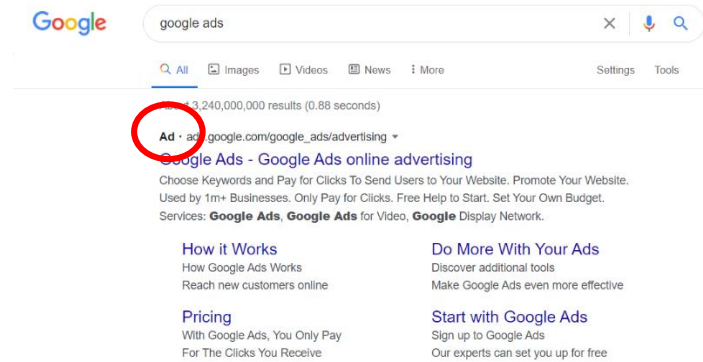 Google
google ads
All Images Videos News More Settings Tools
3,240,000,000 results (0.88 seconds)
Ad · google.com/google_ads/advertising
Google Ads - Google Ads online advertising
Choose Keywords and Pay for Clicks To Send Users to Your Website. Promote Your Website.
Used by 1m+ Businesses. Only Pay for Clicks. Free Help to Start. Set Your Own Budget.
Services: Google Ads, Google Ads for Video, Google Display Network.
How it Works
How Google Ads Works
Reach new customers online
Do More With Your Ads
Discover additional tools
Make Google Ads even more effective
Pricing
With Google Ads, You Only Pay
For The Clicks You Receive
Start with Google Ads
Sign up to Google Ads
Our experts can set you up for free